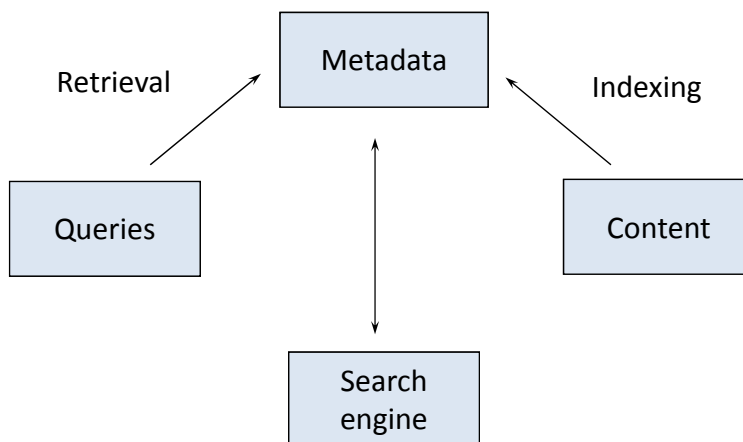 Metadata
Retrieval
Indexing
Queries
Content
Search
engine